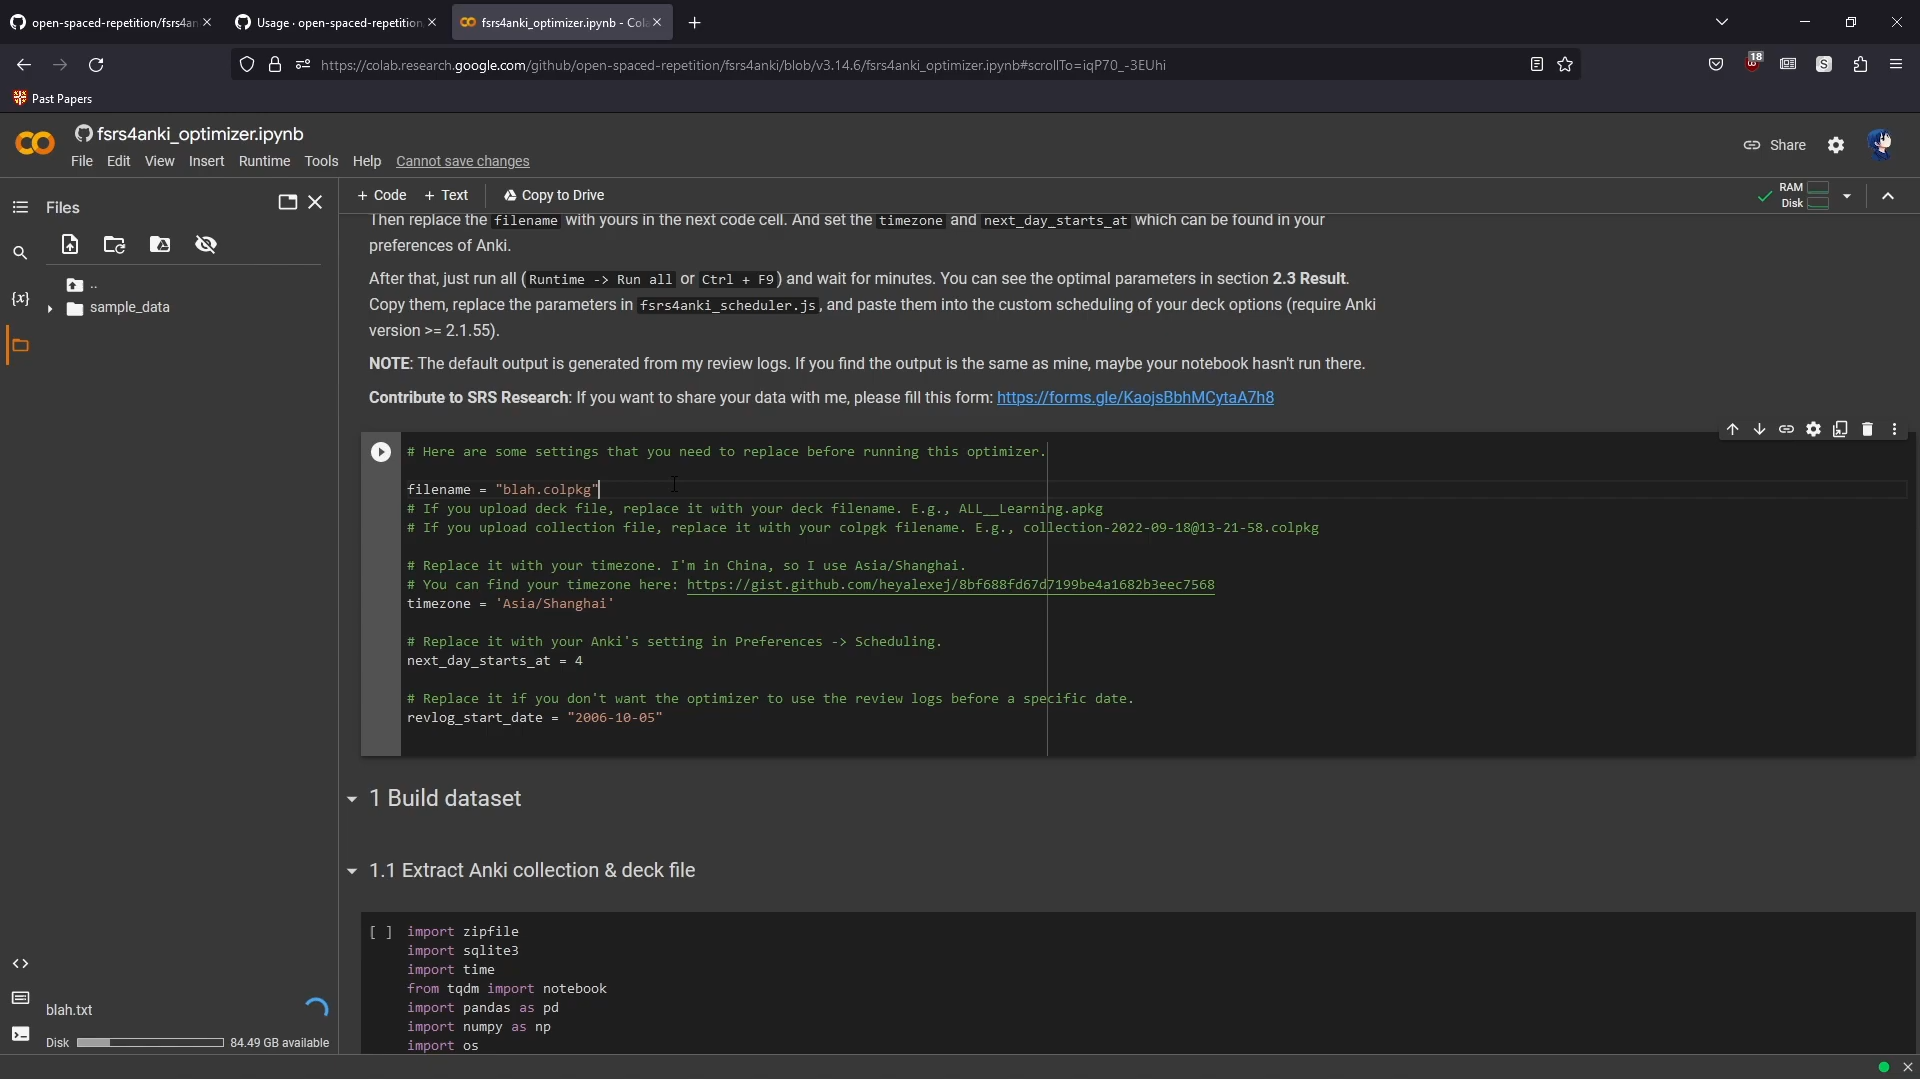 open-spaced-repetition/fsrs4an
Usage · open-spaced-repetition
fsrs4anki_optimizer.ipynb - Cola
https://colab.research.google.com/github/open-spaced-repetition/fsrs4anki/blob/v3.14.6/fsrs4anki_optimizer.ipynb#scrollTo=iqP70_-3EUhi
18
S
Past Papers
fsrs4anki_optimizer.ipynb
File Edit View Insert Runtime Tools Help Cannot save changes
Share
+ Code + Text Copy to Drive
RAM
Disk
Files
..
sample_data
{x}
Then replace the filename with yours in the next code cell. And set the timezone and next_day_starts_at which can be found in your
preferences of Anki.
After that, just run all (Runtime -> Run all or Ctrl + F9) and wait for minutes. You can see the optimal parameters in section 2.3 Result.
Copy them, replace the parameters in fsrs4anki_scheduler.js, and paste them into the custom scheduling of your deck options (require Anki
version >= 2.1.55).
NOTE: The default output is generated from my review logs. If you find the output is the same as mine, maybe your notebook hasn't run there.
Contribute to SRS Research: If you want to share your data with me, please fill this form: https://forms.gle/KaojsBbhMCytaA7h8
# Here are some settings that you need to replace before running this optimizer.
filename = "blah.colpkg"
# If you upload deck file, replace it with your deck filename. E.g., ALL__Learning.apkg
# If you upload collection file, replace it with your colpgk filename. E.g., collection-2022-09-18@13-21-58.colpkg
# Replace it with your timezone. I'm in China, so I use Asia/Shanghai.
# You can find your timezone here: https://gist.github.com/heyalexej/8bf688fd67d7199be4a1682b3eec7568
timezone = 'Asia/Shanghai'
# Replace it with your Anki's setting in Preferences -> Scheduling.
next_day_starts_at = 4
# Replace it if you don't want the optimizer to use the review logs before a specific date.
revlog_start_date = "2006-10-05"
1 Build dataset
1.1 Extract Anki collection & deck file
[ ] import zipfile
import sqlite3
import time
from tqdm import notebook
import pandas as pd
import numpy as np
import os
blah.txt
Disk 84.49 GB available